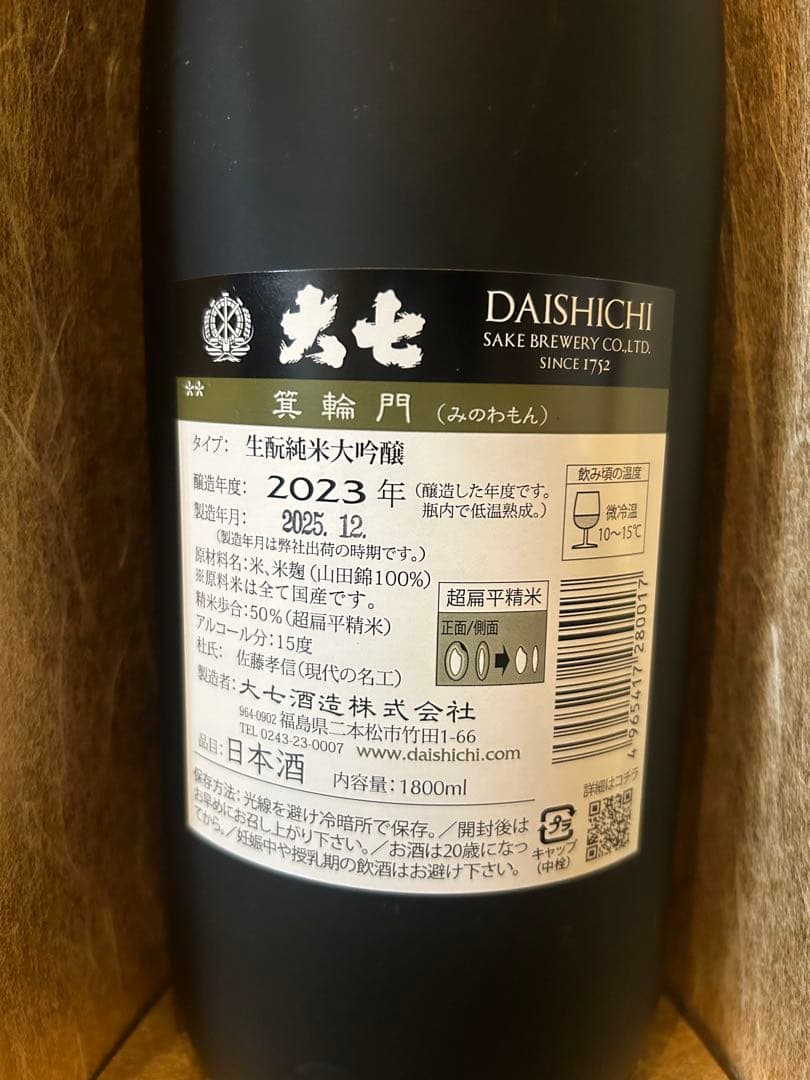 大七
DAISHICHI
SAKE BREWERY CO.,LTD.
SINCE 1752
** 箕輪門 (みのわもん)
タイプ: 生酛純米大吟醸
醸造年度: 2023年 (醸造した年度です。
瓶内で低温熟成。)
製造年月: 2025.12.
(製造年月は弊社出荷の時期です。)
原材料名:米、米麹(山田錦100%)
※原料米は全て国産です。
精米歩合:50%(超扁平精米)
アルコール分:15度
杜氏: 佐藤孝信(現代の名工)
製造者:大七酒造株式会社
964-0902 福島県二本松市竹田1-66
TEL 0243-23-0007 www.daishichi.com
品目:日本酒 内容量:1800ml
保存方法:光線を避け冷暗所で保存。/開封後は
お早めにお召し上がり下さい。/お酒は20歳になっ
てから。/妊娠中や授乳期の飲酒はお避け下さい。
飲み頃の温度
微冷温
10～15℃
超扁平精米
正面/側面
4 965417 280017
詳細はコチラ
プラ
キャップ
(中栓)